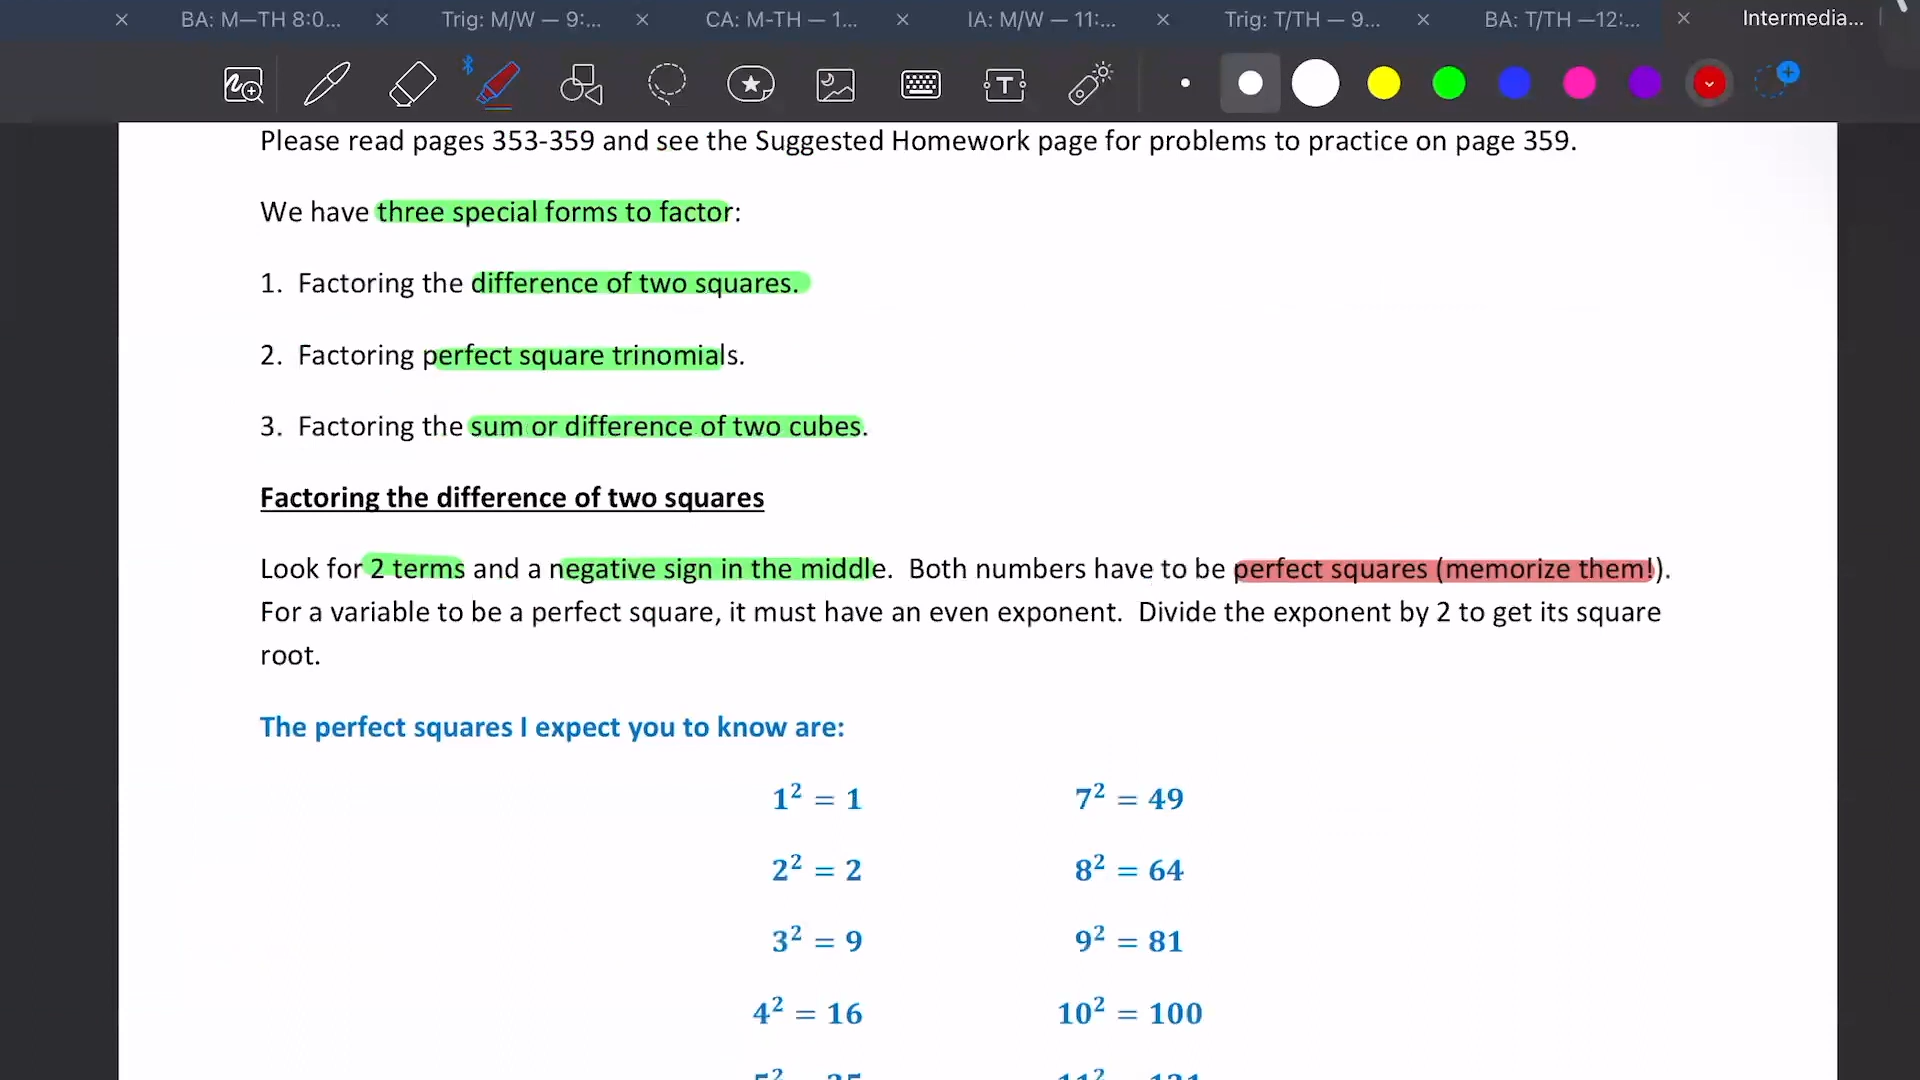 BA: M—TH 8:0... Trig: M/W — 9:... CA: M-TH — 1... IA: M/W — 11:... Trig: T/TH — 9... BA: T/TH —12:... Intermedia...
Please read pages 353-359 and see the Suggested Homework page for problems to practice on page 359.
We have three special forms to factor:
1. Factoring the difference of two squares.
2. Factoring perfect square trinomials.
3. Factoring the sum or difference of two cubes.
Factoring the difference of two squares
Look for 2 terms and a negative sign in the middle. Both numbers have to be perfect squares (memorize them!).
For a variable to be a perfect square, it must have an even exponent. Divide the exponent by 2 to get its square
root.
The perfect squares I expect you to know are:
1² = 1 7² = 49
2² = 2 8² = 64
3² = 9 9² = 81
4² = 16 10² = 100